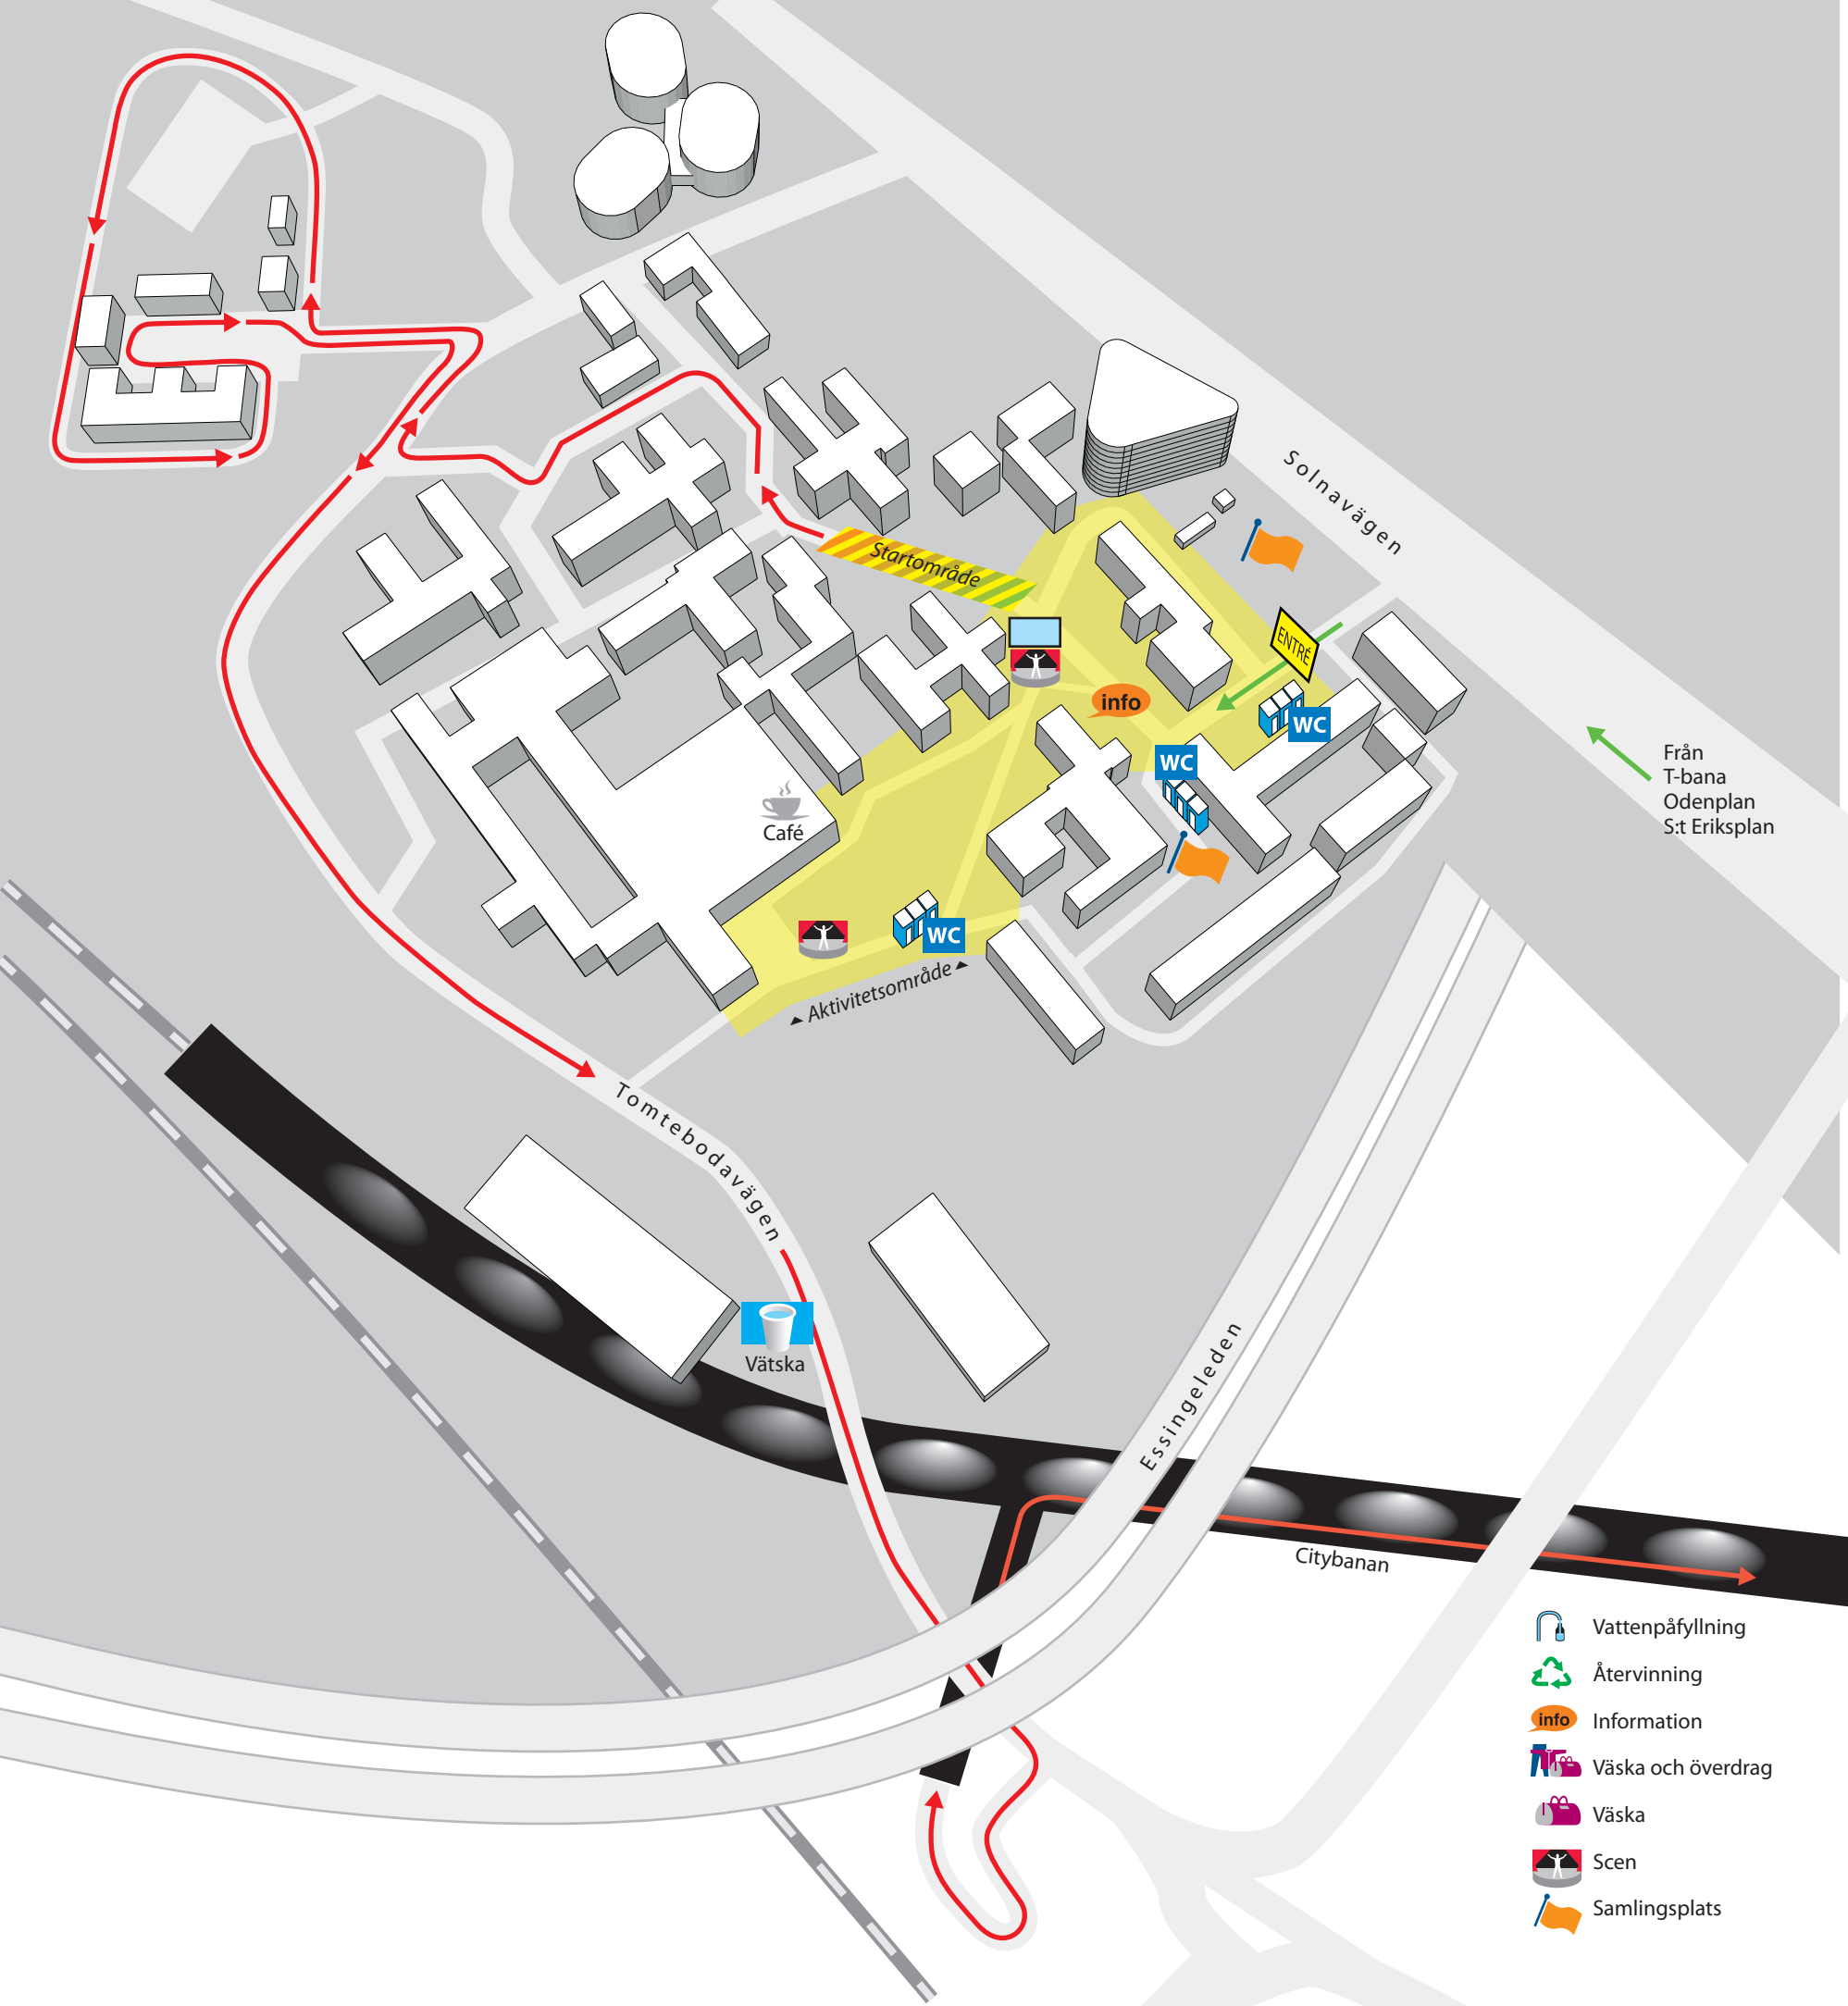 Solnavägen
Startområde
ENTRÉ
info
WC
WC
Från
T-bana
Odenplan
S:t Eriksplan
Café
WC
Aktivitetsområde
Tomtebodavägen
Vätska
Essingeleden
Citybanan
Vattenpåfyllning
Återvinning
info
Information
Väska och överdrag
Väska
Scen
Samlingsplats